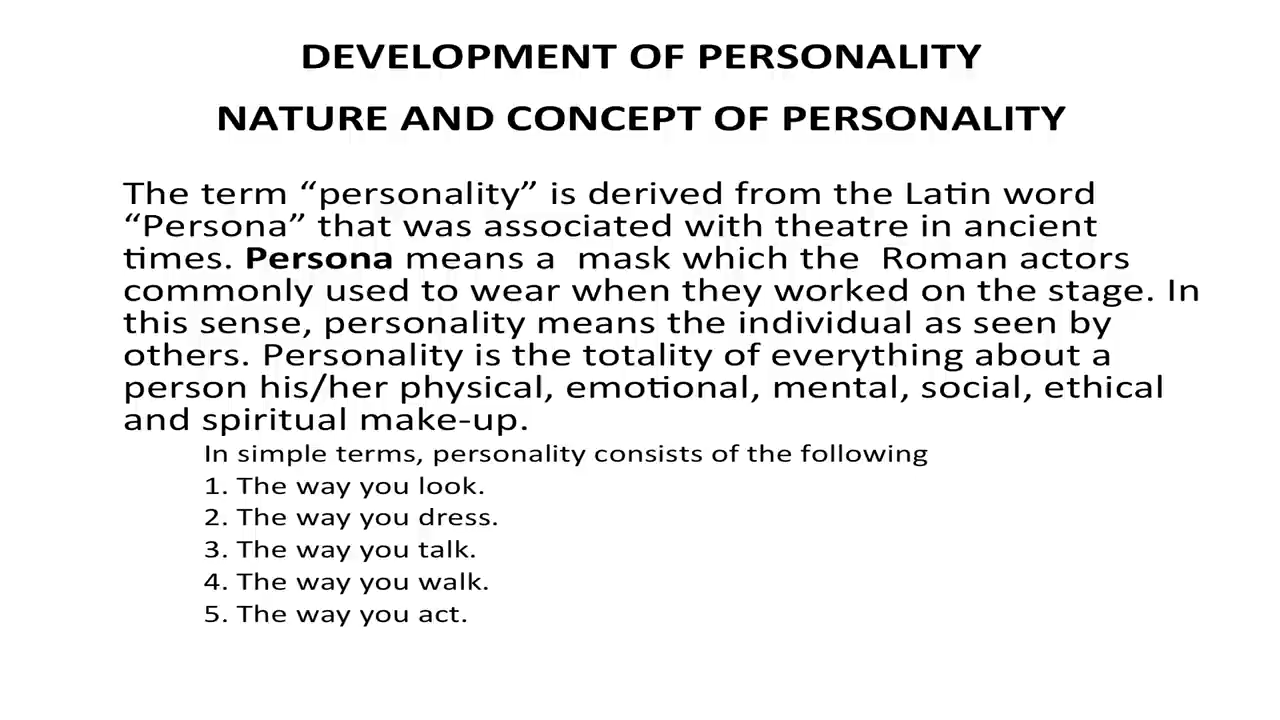 DEVELOPMENT OF PERSONALITY
NATURE AND CONCEPT OF PERSONALITY
The term “personality” is derived from the Latin word
“Persona” that was associated with theatre in ancient
times. Persona means a  mask which the  Roman actors
commonly used to wear when they worked on the stage. In
this sense, personality means the individual as seen by
others. Personality is the totality of everything about a
person his/her physical, emotional, mental, social, ethical
and spiritual make-up.
In simple terms, personality consists of the following
1. The way you look.
2. The way you dress.
3. The way you talk.
4. The way you walk.
5. The way you act.